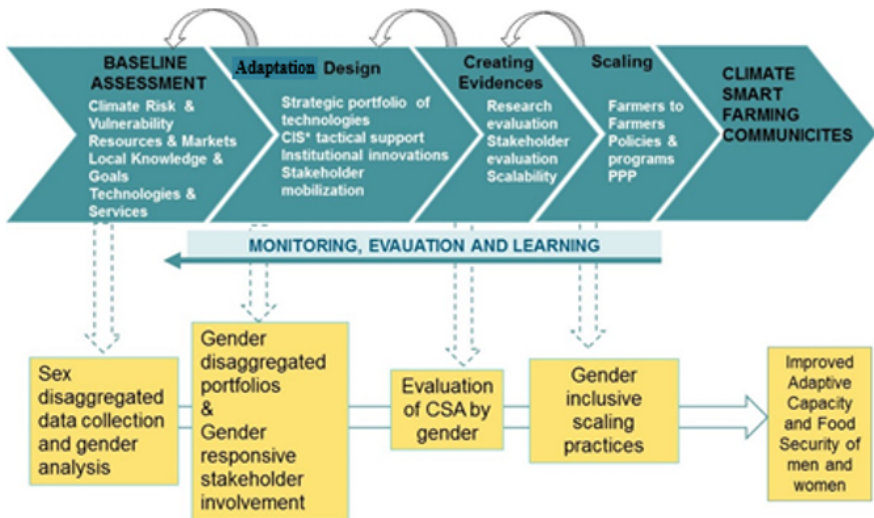 BASELINE
ASSESSMENT
Climate Risk &
Vulnerability
Resources & Markets
Local Knowledge &
Goals
Technologies &
Services
Adaptation Design
Strategic portfolio of
technologies
CIS* tactical support
Institutional innovations
Stakeholder
mobilization
Creating
Evidences
Research
evaluation
Stakeholder
evaluation
Scalability
Scaling
Farmers to
Farmers
Policies &
programs
PPP
CLIMATE
SMART
FARMING
COMMUNICITES
MONITORING, EVALUATION AND LEARNING
Sex
disaggregated
data collection
and gender
analysis
Gender
disaggregated
portfolios
&
Gender
responsive
stakeholder
involvement
Evaluation
of CSA by
gender
Gender
inclusive
scaling
practices
Improved
Adaptive
Capacity
and Food
Security of
men and
women